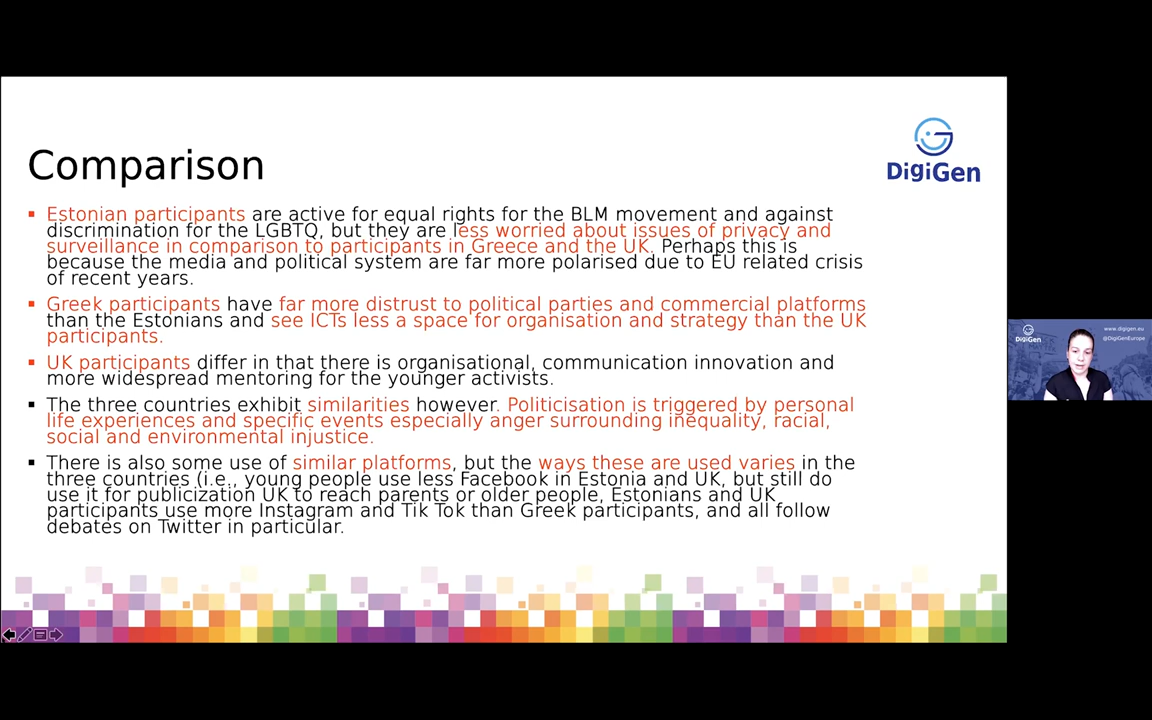 Comparison
DigiGen
Estonian participants are active for equal rights for the BLM movement and against
discrimination for the LGBTQ, but they are less worried about issues of privacy and
surveillance in comparison to participants in Greece and the UK. Perhaps this is
because the media and political system are far more polarised due to EU related crisis
of recent years.
Greek participants have far more distrust to political parties and commercial platforms
than the Estonians and see ICTs less a space for organisation and strategy than the UK
participants.
UK participants differ in that there is organisational, communication innovation and
more widespread mentoring for the younger activists.
The three countries exhibit similarities however. Politicisation is triggered by personal
life experiences and specific events especially anger surrounding inequality, racial,
social and environmental injustice.
There is also some use of similar platforms, but the ways these are used varies in the
three countries (i.e., young people use less Facebook in Estonia and UK, but still do
use it for publicization UK to reach parents or older people, Estonians and UK
participants use more Instagram and Tik Tok than Greek participants, and all follow
debates on Twitter in particular.
DigiGen
www.digigen.eu
@DigiGenEurope